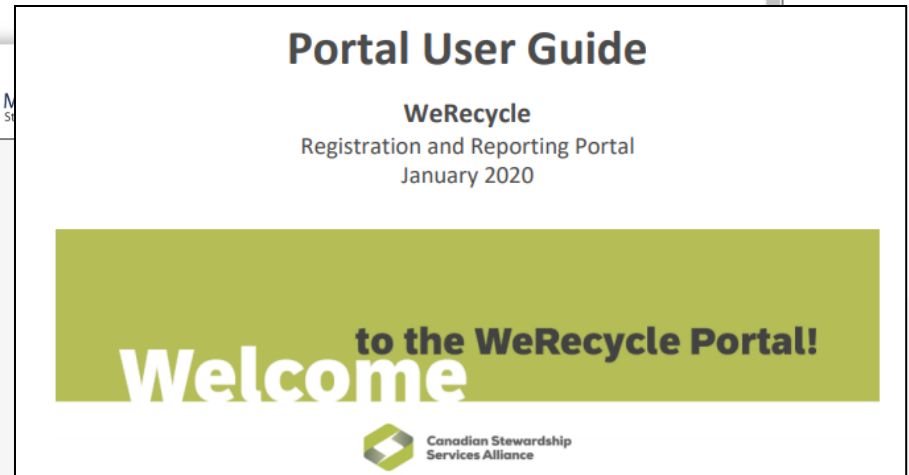 Portal User Guide
WeRecycle
Registration and Reporting Portal
January 2020
to the WeRecycle Portal!
Welcome
Canadian Stewardship
Services Alliance